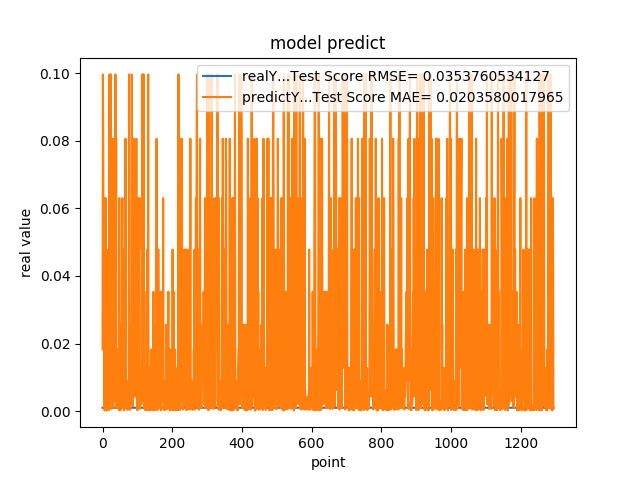 model predict
realY...Test Score RMSE= 0.0353760534127
predictY...Test Score MAE= 0.0203580017965
0.10
0.08
0.06
0.04
0.02
0.00
real value
0 200 400 600 800 1000 1200
point